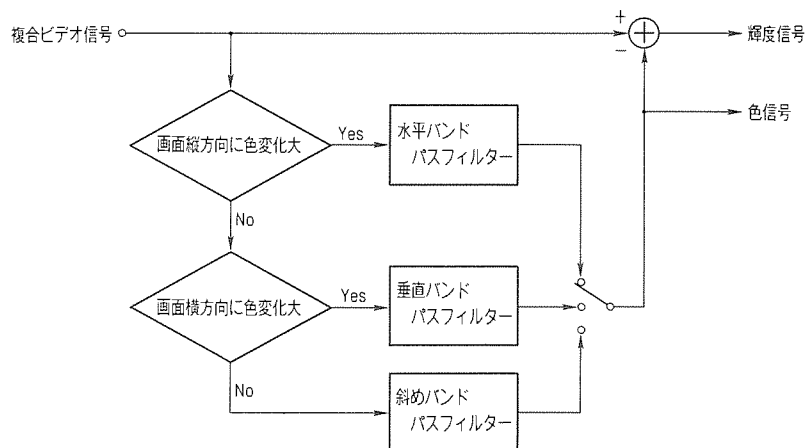 複合ビデオ信号
+
−
輝度信号
色信号
画面縦方向に色変化大
Yes
水平バンド
パスフィルター
No
画面横方向に色変化大
Yes
垂直バンド
パスフィルター
No
斜めバンド
パスフィルター